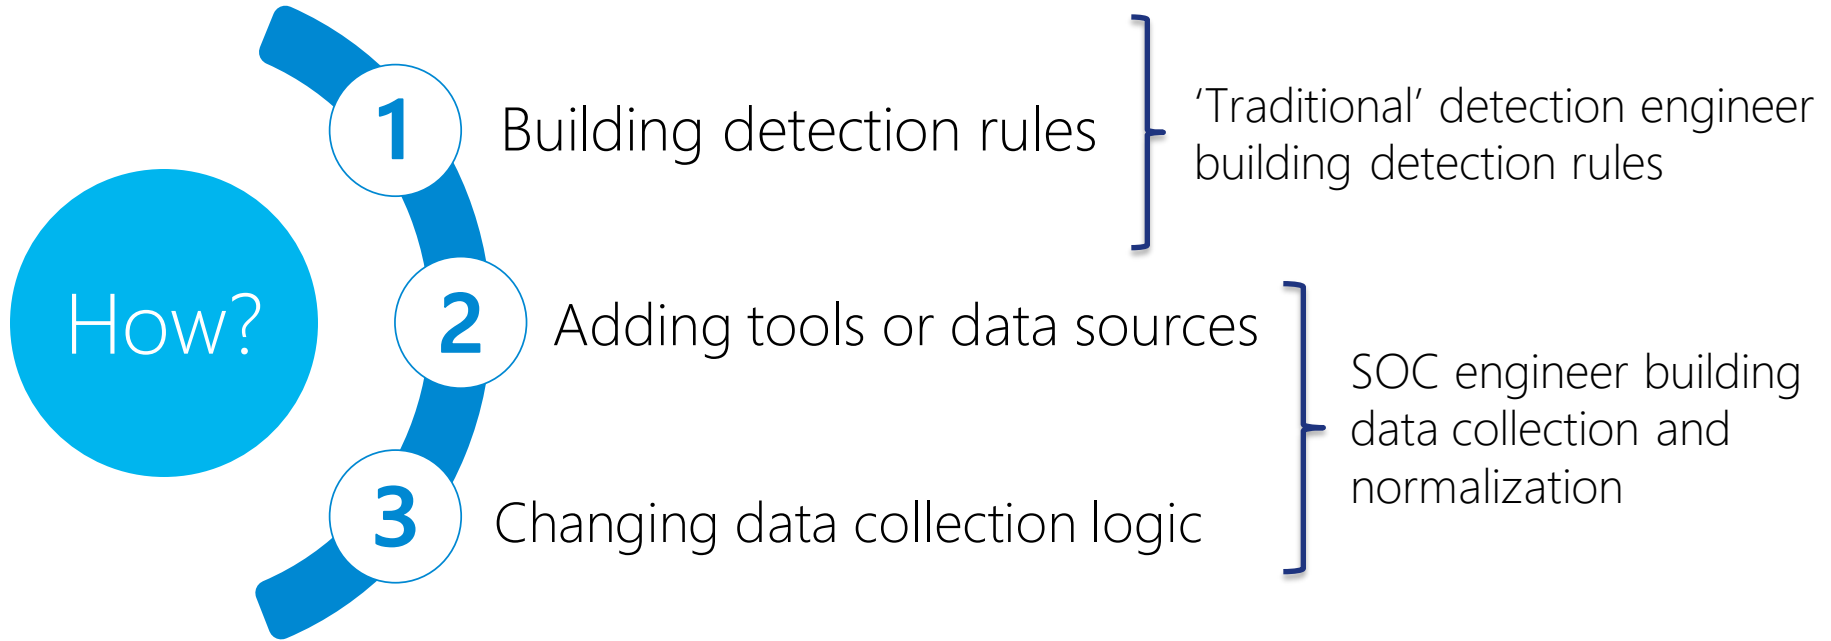 How?
1
Building detection rules
‘Traditional’ detection engineer
building detection rules
2
Adding tools or data sources
3
Changing data collection logic
SOC engineer building
data collection and
normalization